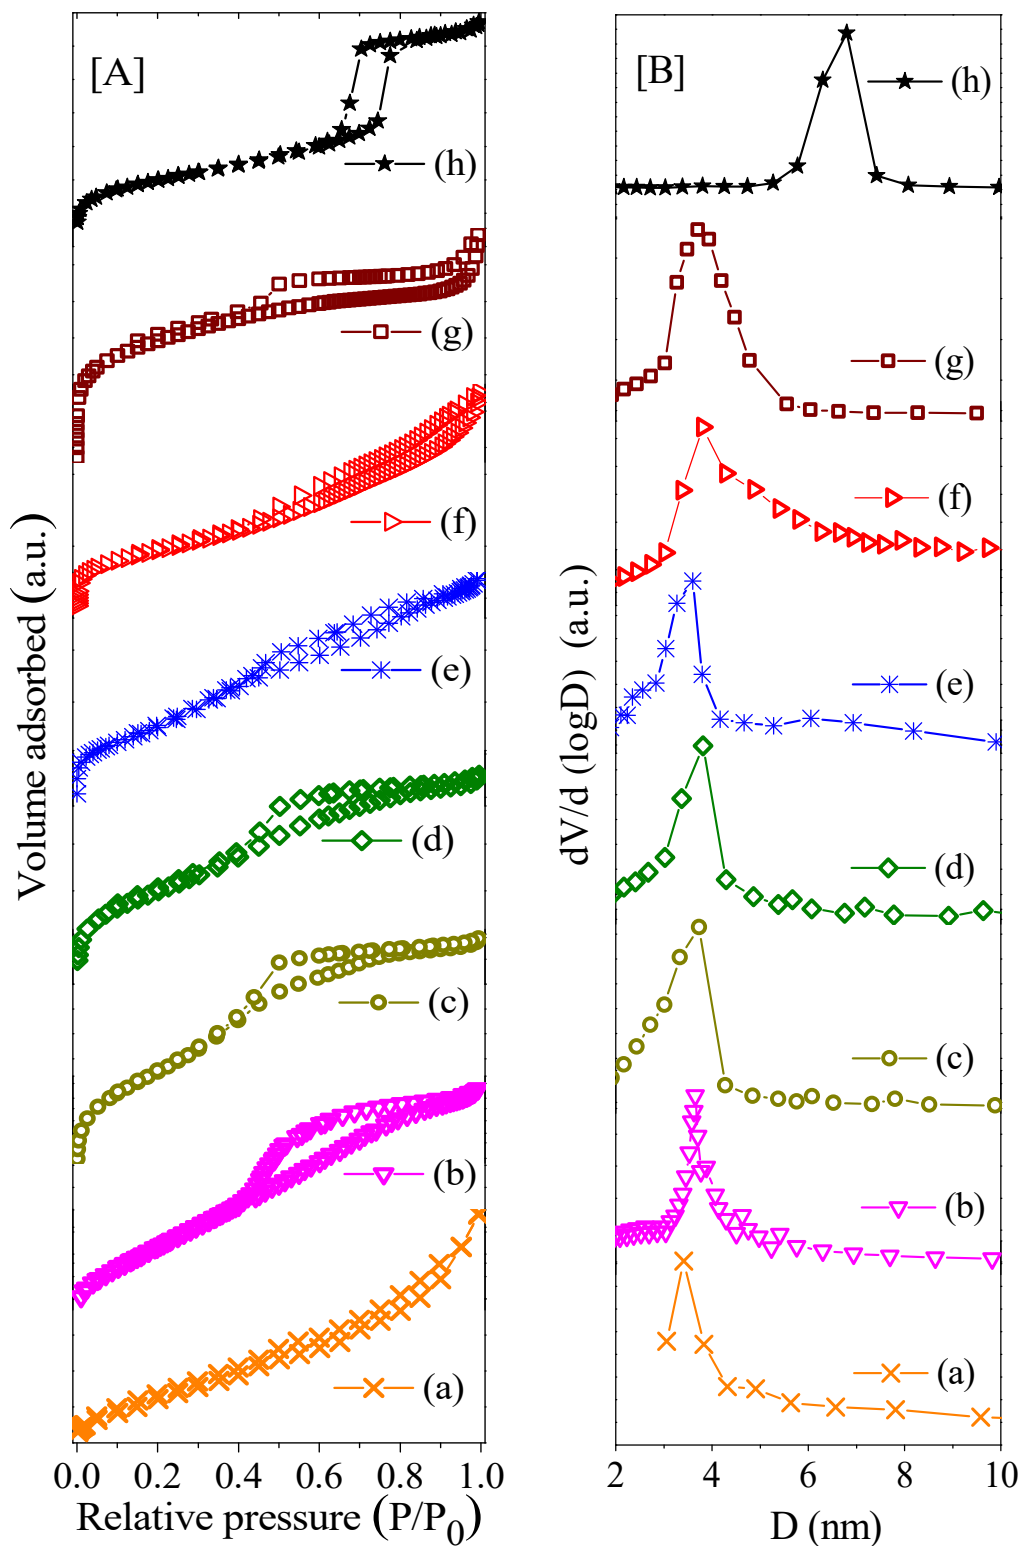 [A]
(h)
(g)
(f)
(e)
(d)
(c)
(b)
(a)
Volume adsorbed (a.u.)
0.0 0.2 0.4 0.6 0.8 1.0
Relative pressure (P/P0)
[B]
(h)
(g)
(f)
(e)
(d)
(c)
(b)
(a)
dV/d (logD) (a.u.)
2 4 6 8 10
D (nm)